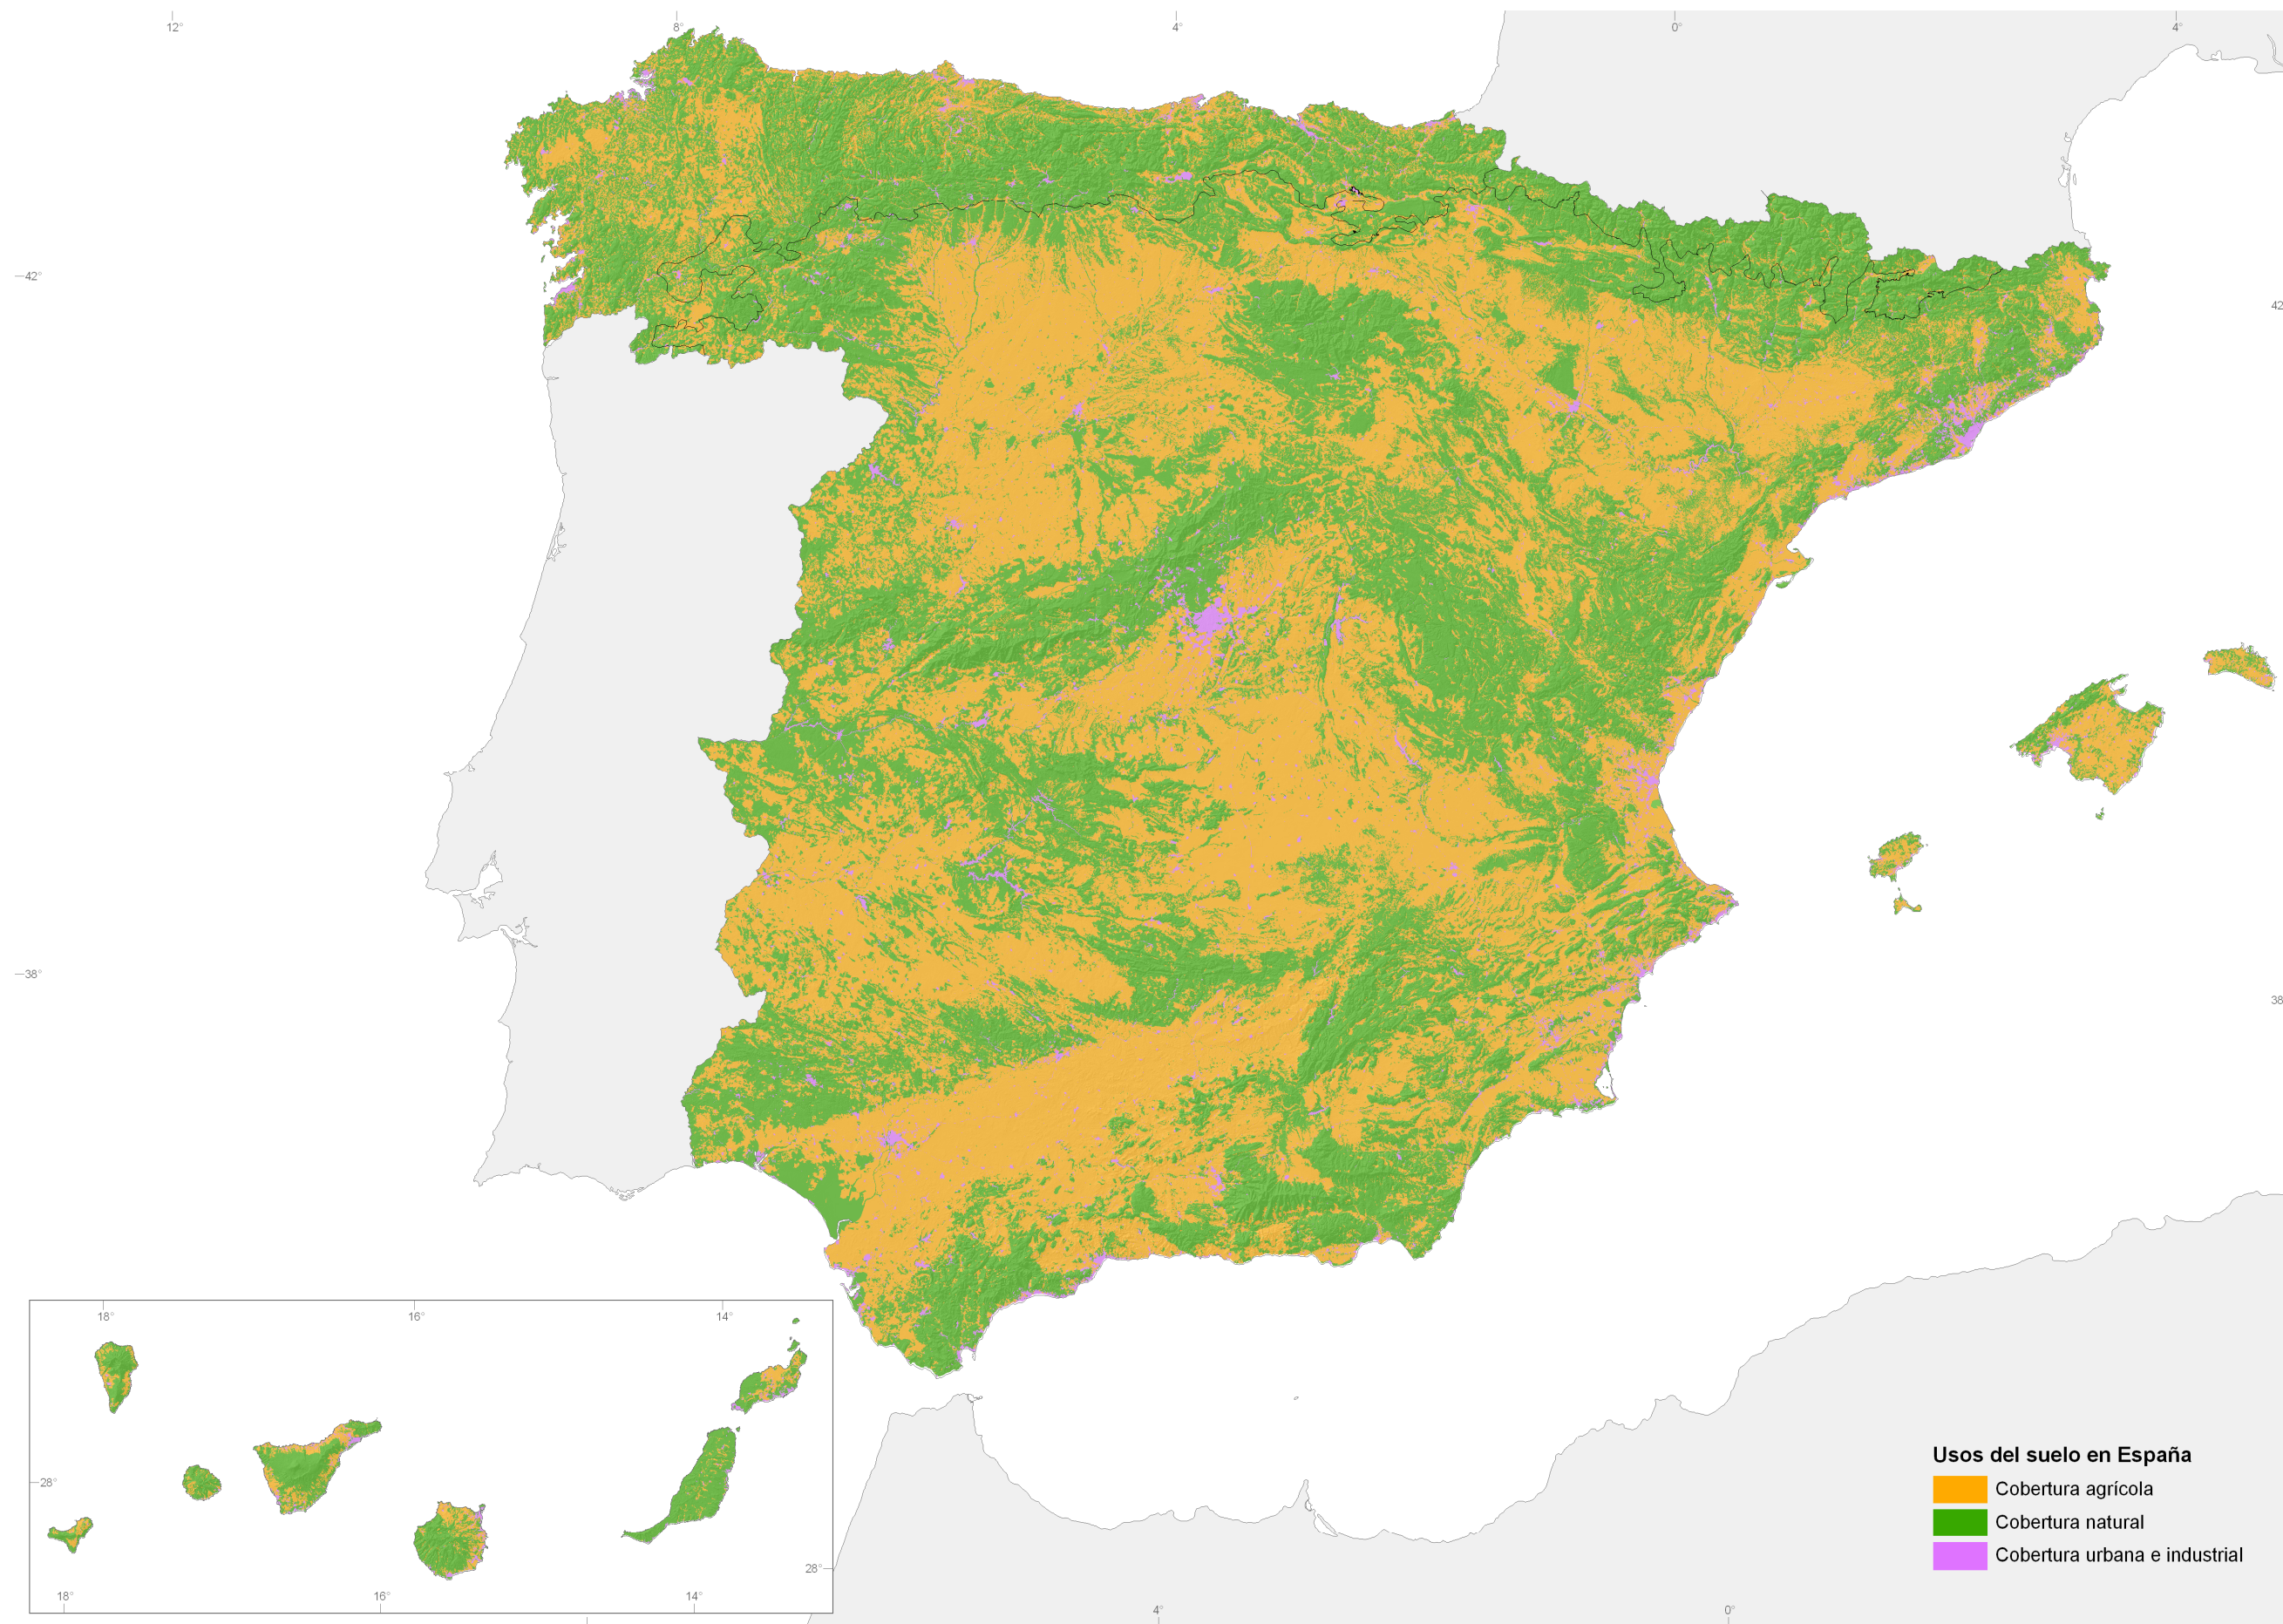 12° 8° 4° 0° 4°
42° 42
38° 38
18° 16° 14°
28° 28°
18° 16° 14°
4° 0°
Usos del suelo en España
Cobertura agrícola
Cobertura natural
Cobertura urbana e industrial